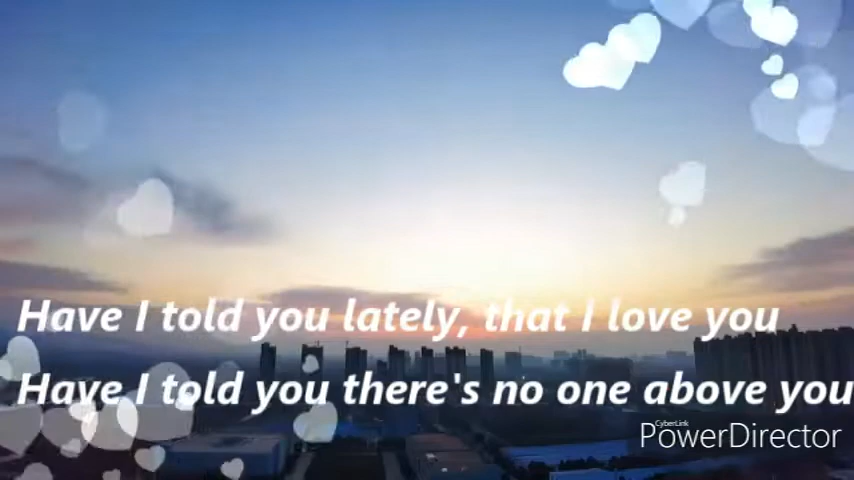 Have I told you lately, that I love you
Have I told you there's no one above you
CyberLink
PowerDirector